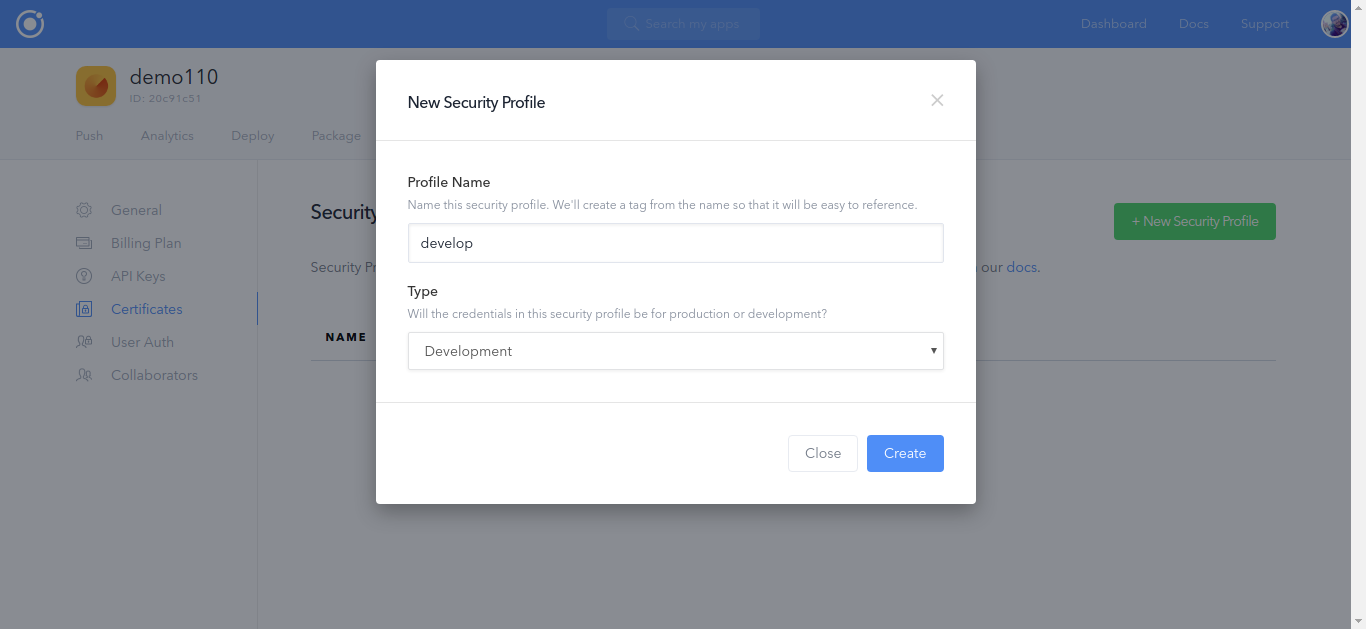 Search my apps
Dashboard
Docs
Support
demo110
ID: 20c91c51
Push
Analytics
Deploy
Package
General
Billing Plan
API Keys
Certificates
User Auth
Collaborators
Security
+ New Security Profile
Security Pr
our docs.
NAME
New Security Profile
Profile Name
Name this security profile. We'll create a tag from the name so that it will be easy to reference.
develop
Type
Will the credentials in this security profile be for production or development?
Development
Close
Create